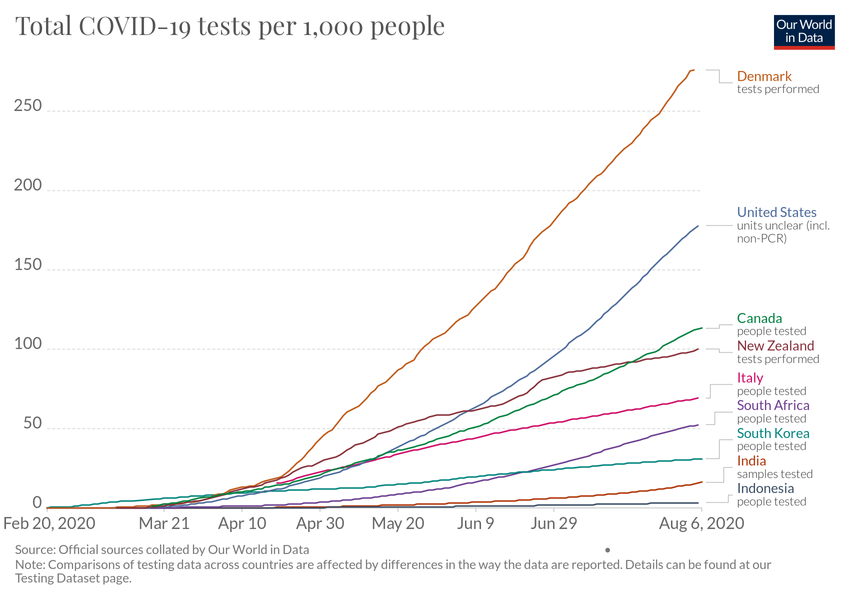 Total COVID-19 tests per 1,000 people
Our World
in Data
250
200
150
100
50
0
Denmark
tests performed
United States
units unclear (incl.
non-PCR)
Canada
people tested
New Zealand
tests performed
Italy
people tested
South Africa
people tested
South Korea
people tested
India
samples tested
Indonesia
people tested
Feb 20, 2020 Mar 21 Apr 10 Apr 30 May 20 Jun 9 Jun 29 Aug 6, 2020
Source: Official sources collated by Our World in Data
Note: Comparisons of testing data across countries are affected by differences in the way the data are reported. Details can be found at our
Testing Dataset page.